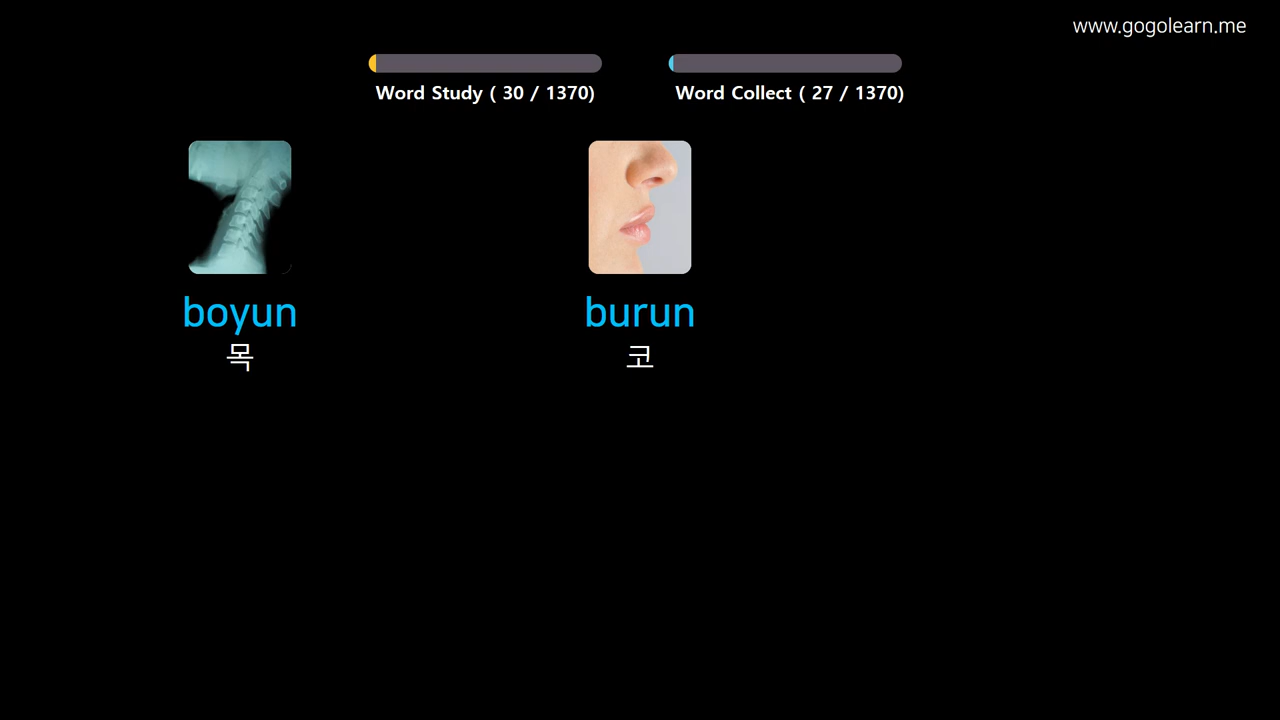 www.gogolearn.me
Word Study ( 30 / 1370)
Word Collect ( 27 / 1370)
boyun
목
burun
코